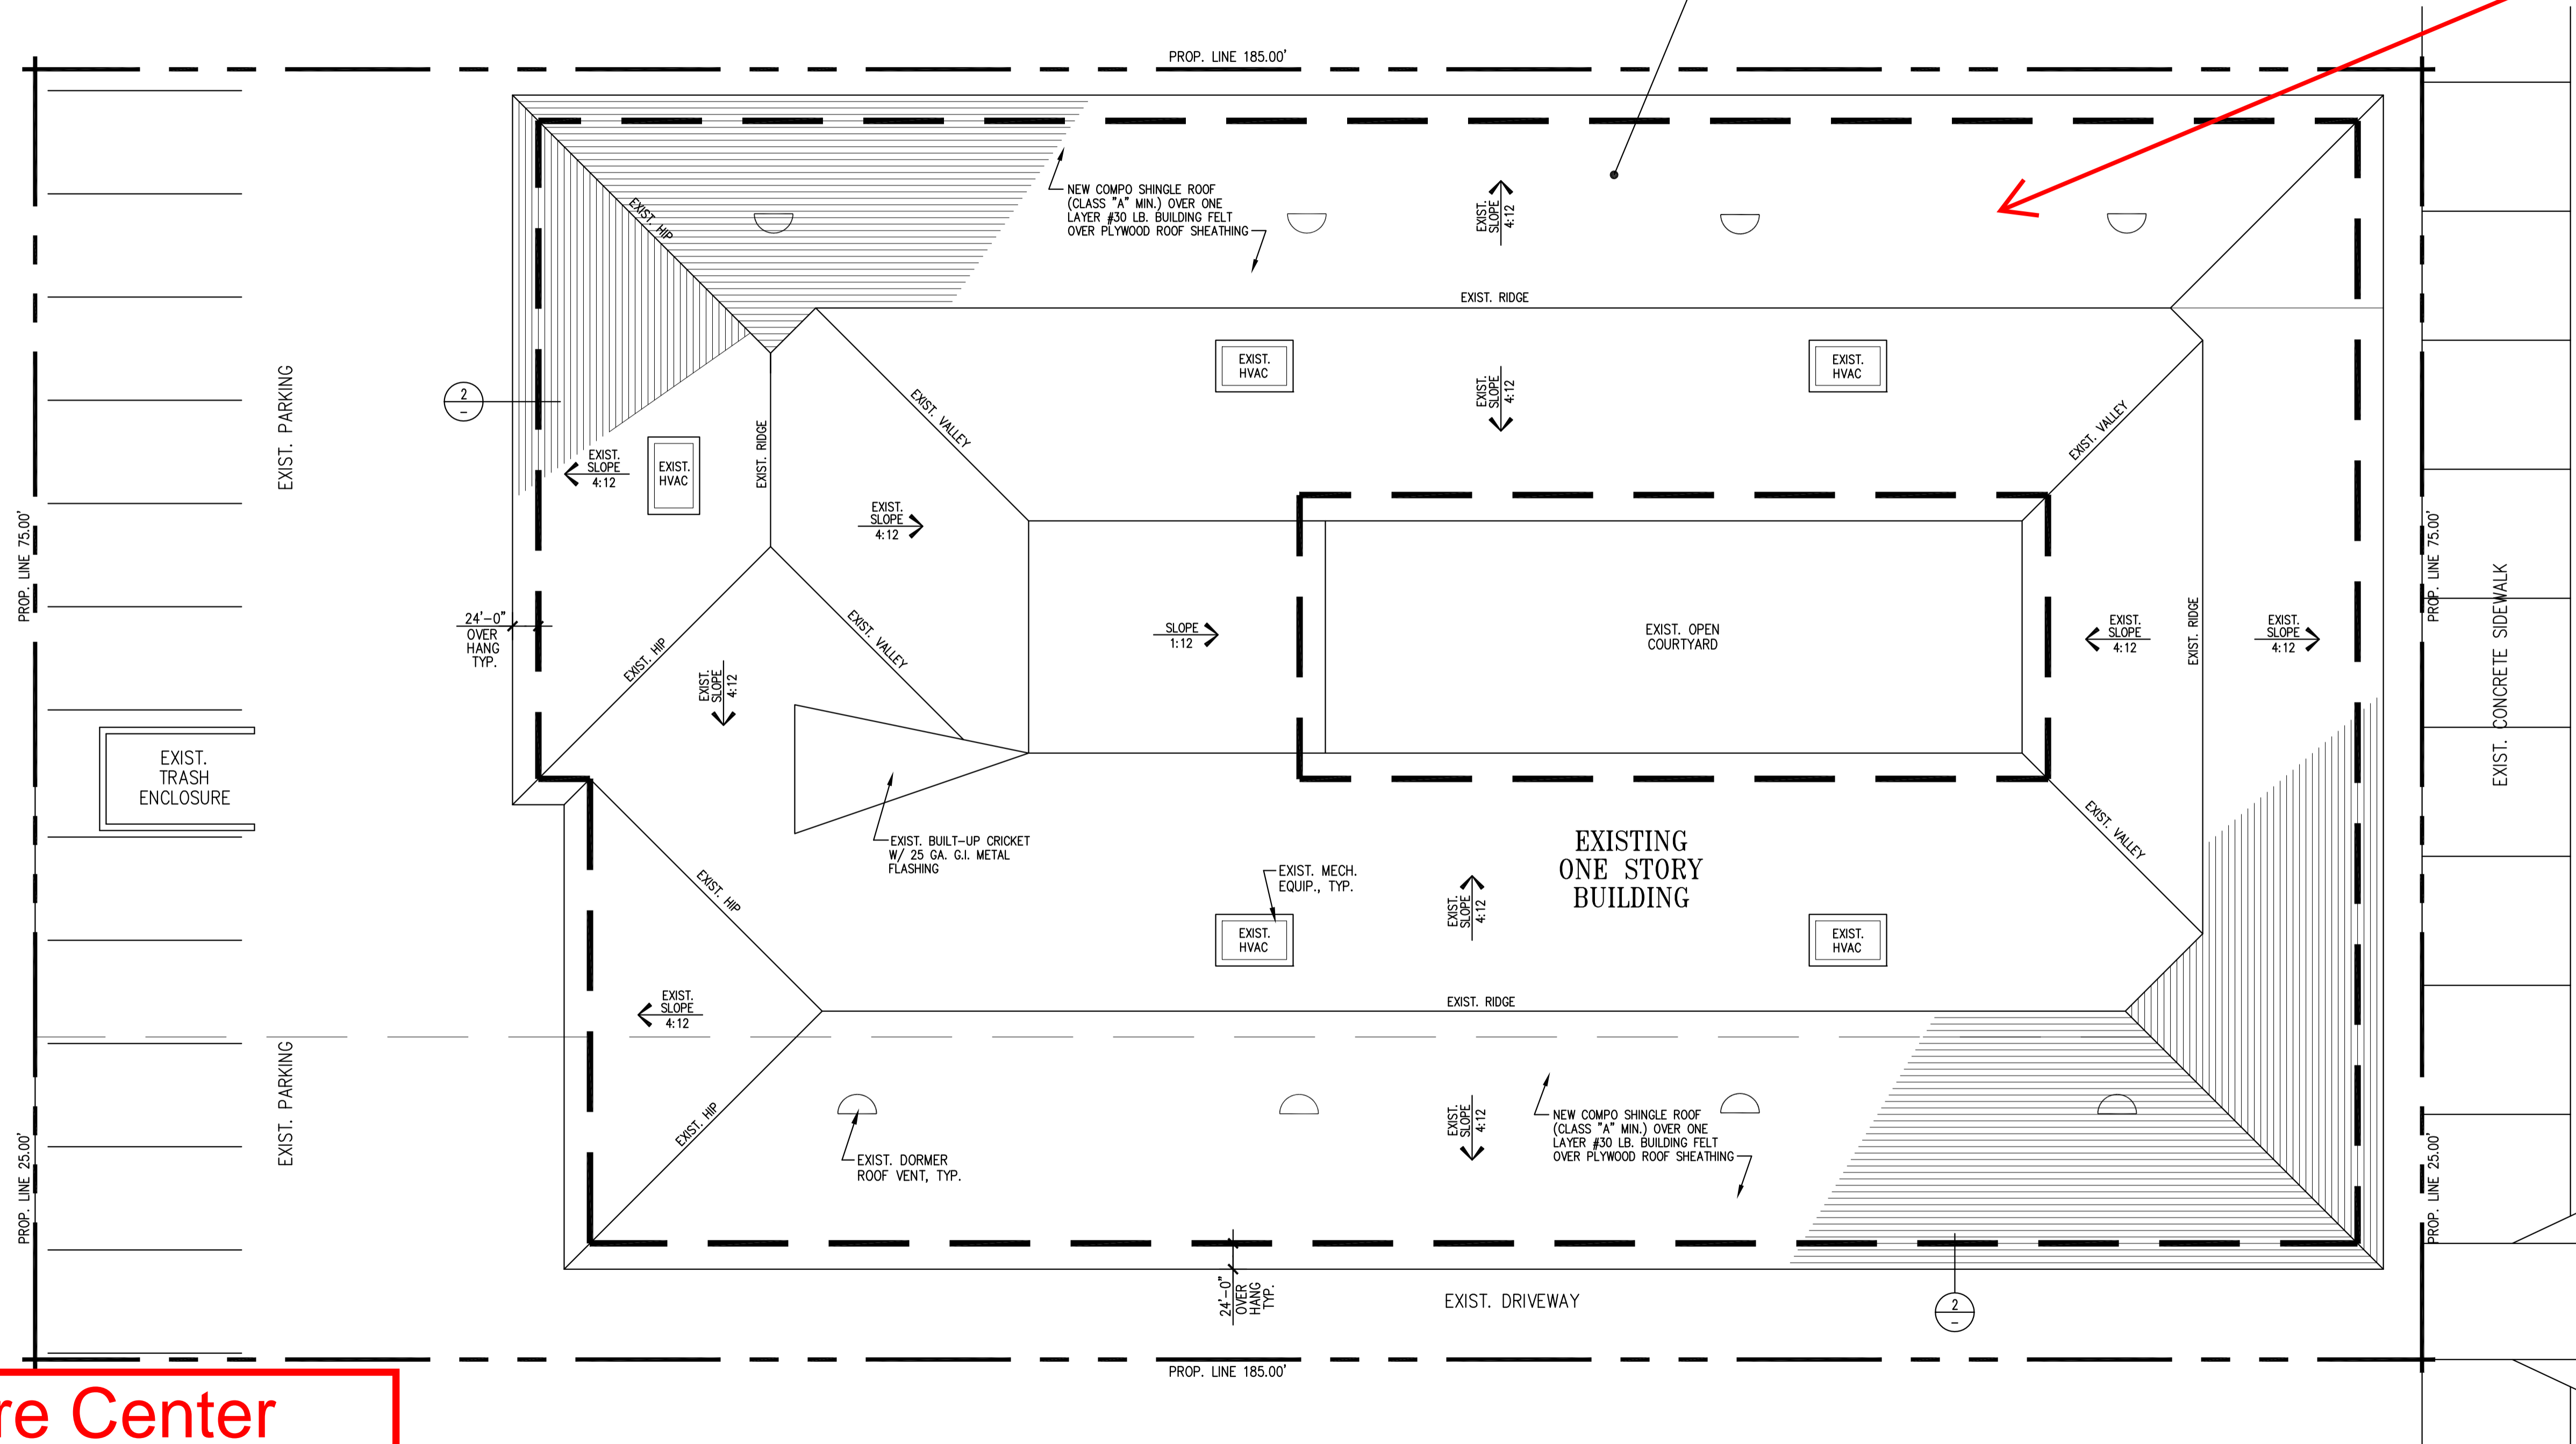 PROP. LINE 185.00'
NEW COMPO SHINGLE ROOF
(CLASS "A" MIN.) OVER ONE
LAYER #30 LB. BUILDING FELT
OVER PLYWOOD ROOF SHEATHING
EXIST.
SLOPE
4:12
EXIST. HIP
EXIST. RIDGE
EXIST.
HVAC
EXIST.
SLOPE
4:12
EXIST.
HVAC
EXIST. PARKING
2
-
EXIST. VALLEY
EXIST. VALLEY
EXIST. RIDGE
EXIST.
SLOPE
4:12
EXIST.
HVAC
EXIST.
SLOPE
4:12
PROP. LINE 75.00'
PROP. LINE 75.00'
24'-0"
OVER
HANG
TYP.
EXIST. HIP
EXIST. VALLEY
EXIST.
SLOPE
4:12
SLOPE
1:12
EXIST. OPEN
COURTYARD
EXIST.
SLOPE
4:12
EXIST. RIDGE
EXIST.
SLOPE
4:12
EXIST. CONCRETE SIDEWALK
EXIST.
TRASH
ENCLOSURE
EXIST. BUILT-UP CRICKET
W/ 25 GA. G.I. METAL
FLASHING
EXIST. MECH.
EQUIP., TYP.
EXIST.
SLOPE
4:12
EXISTING
ONE STORY
BUILDING
EXIST. VALLEY
EXIST. HIP
EXIST.
HVAC
EXIST.
HVAC
EXIST.
SLOPE
4:12
EXIST. RIDGE
EXIST. PARKING
EXIST. HIP
EXIST. DORMER
ROOF VENT, TYP.
EXIST.
SLOPE
4:12
NEW COMPO SHINGLE ROOF
(CLASS "A" MIN.) OVER ONE
LAYER #30 LB. BUILDING FELT
OVER PLYWOOD ROOF SHEATHING
PROP. LINE 25.00'
PROP. LINE 25.00'
24'-0"
OVER
HANG
TYP.
EXIST. DRIVEWAY
2
-
PROP. LINE 185.00'
re Center